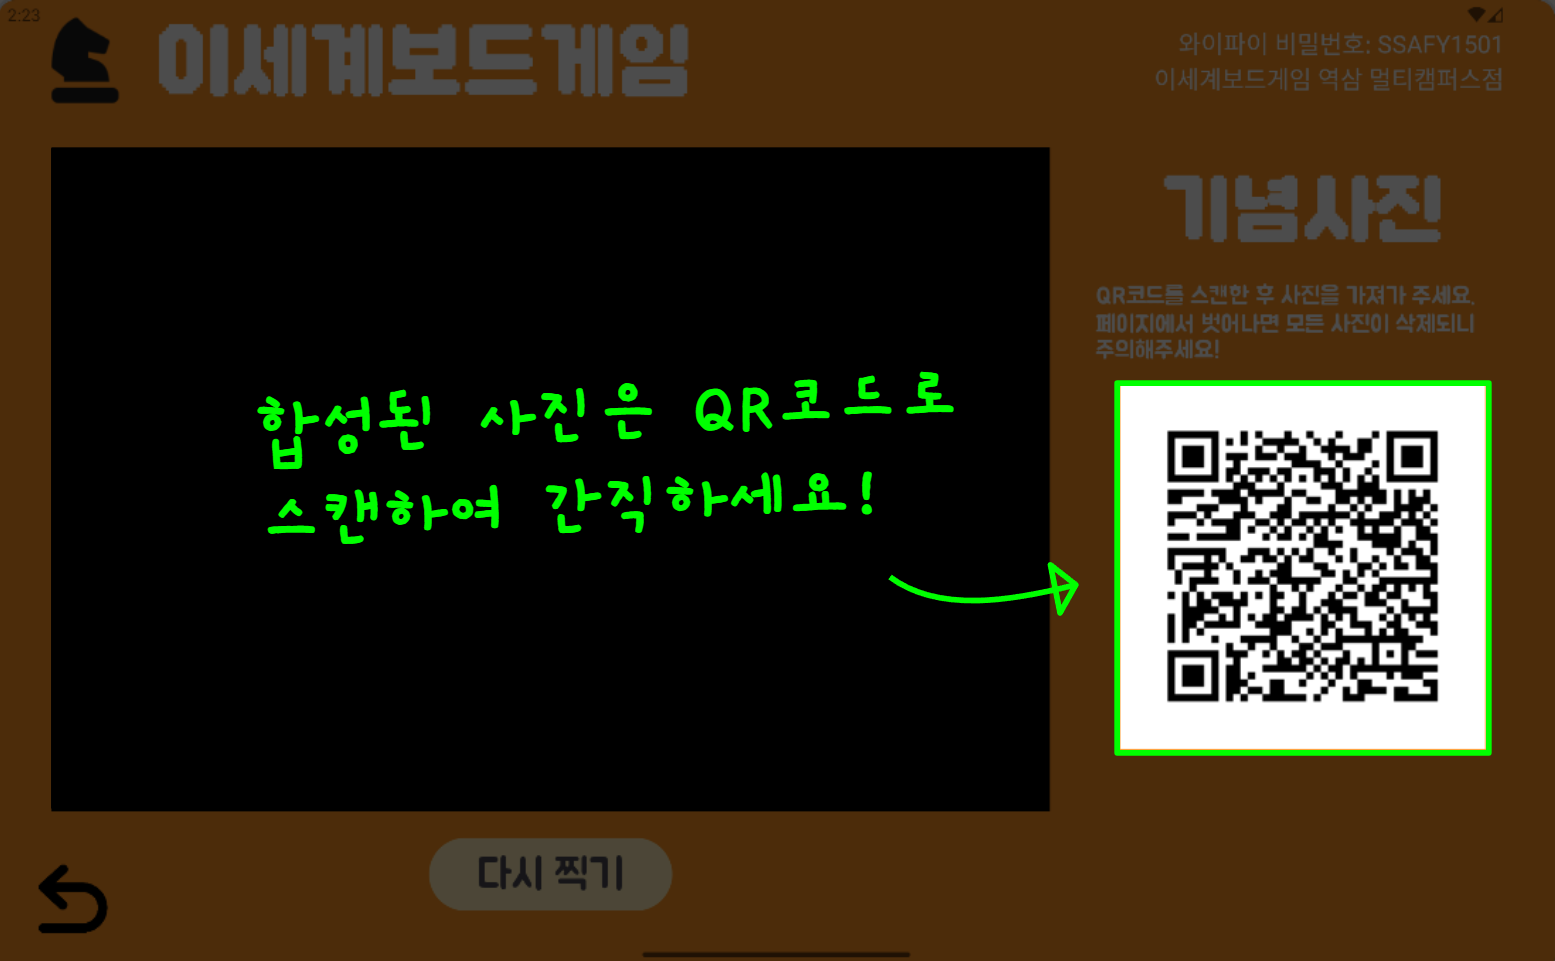 2:23
이세계보드게임
와이파이 비밀번호: SSAFY1501
이세계보드게임 역삼 멀티캠퍼스점
기념사진
QR코드를 스캔한 후 사진을 가져가 주세요.
페이지에서 벗어나면 모든 사진이 삭제되니
주의해주세요!
합성된 사진은 QR코드로
스캔하여 간직하세요!
다시 찍기